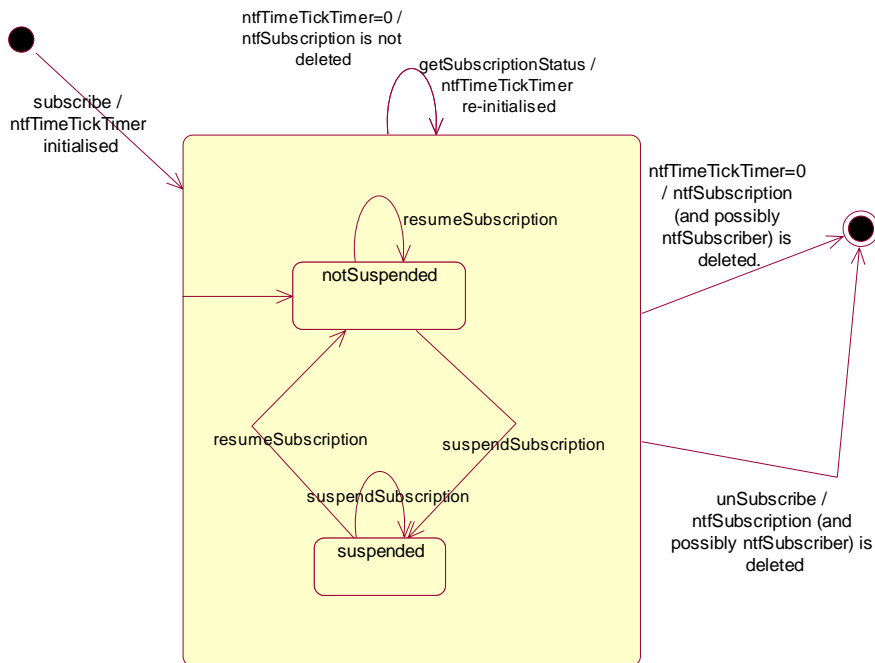 ntfTimeTickTimer=0 /
ntfSubscription is not
deleted
getSubscriptionStatus /
ntfTimeTickTimer
re-initialised
subscribe /
ntfTimeTickTimer
initialised
ntfTimeTickTimer=0
/ ntfSubscription
(and possibly
ntfSubscriber) is
deleted.
resumeSubscription
notSuspended
resumeSubscription
suspendSubscription
suspendSubscription
suspended
unSubscribe /
ntfSubscription (and
possibly ntfSubscriber) is
deleted